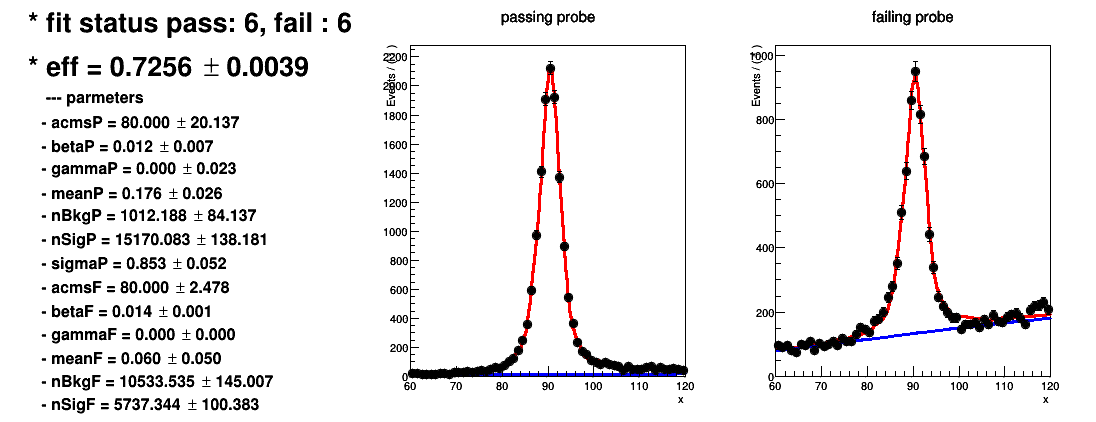 * fit status pass: 6, fail : 6
* eff = 0.7256 ± 0.0039
--- parmeters
- acmsP = 80.000 ± 20.137
- betaP = 0.012 ± 0.007
- gammaP = 0.000 ± 0.023
- meanP = 0.176 ± 0.026
- nBkgP = 1012.188 ± 84.137
- nSigP = 15170.083 ± 138.181
- sigmaP = 0.853 ± 0.052
- acmsF = 80.000 ± 2.478
- betaF = 0.014 ± 0.001
- gammaF = 0.000 ± 0.000
- meanF = 0.060 ± 0.050
- nBkgF = 10533.535 ± 145.007
- nSigF = 5737.344 ± 100.383
passing probe
Events / (
2200
1800
1600
1400
1200
1000
800
600
400
200
0
60 70 80 90 100 110 120
x
failing probe
Events / (
1000
800
600
400
200
0
60 70 80 90 100 110 120
x